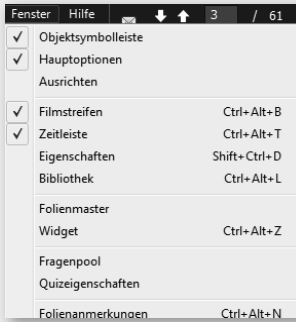 Fenster Hilfe 3 / 61
Objektsymbolleiste
Hauptoptionen
Ausrichten
Filmstreifen Ctrl+Alt+B
Zeitleiste Ctrl+Alt+T
Eigenschaften Shift+Ctrl+D
Bibliothek Ctrl+Alt+L
Folienmaster
Widget Ctrl+Alt+Z
Fragenpool
Quizeigenschaften
Folienanmerkungen Ctrl+Alt+N